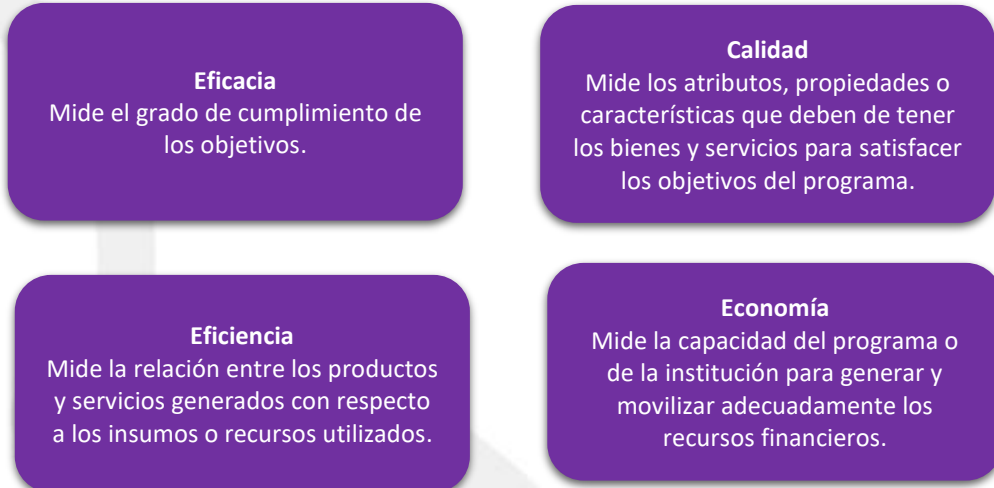 Eficacia
Mide el grado de cumplimiento de
los objetivos.
Calidad
Mide los atributos, propiedades o
características que deben de tener
los bienes y servicios para satisfacer
los objetivos del programa.
Eficiencia
Mide la relación entre los productos
y servicios generados con respecto
a los insumos o recursos utilizados.
Economía
Mide la capacidad del programa o
de la institución para generar y
movilizar adecuadamente los
recursos financieros.